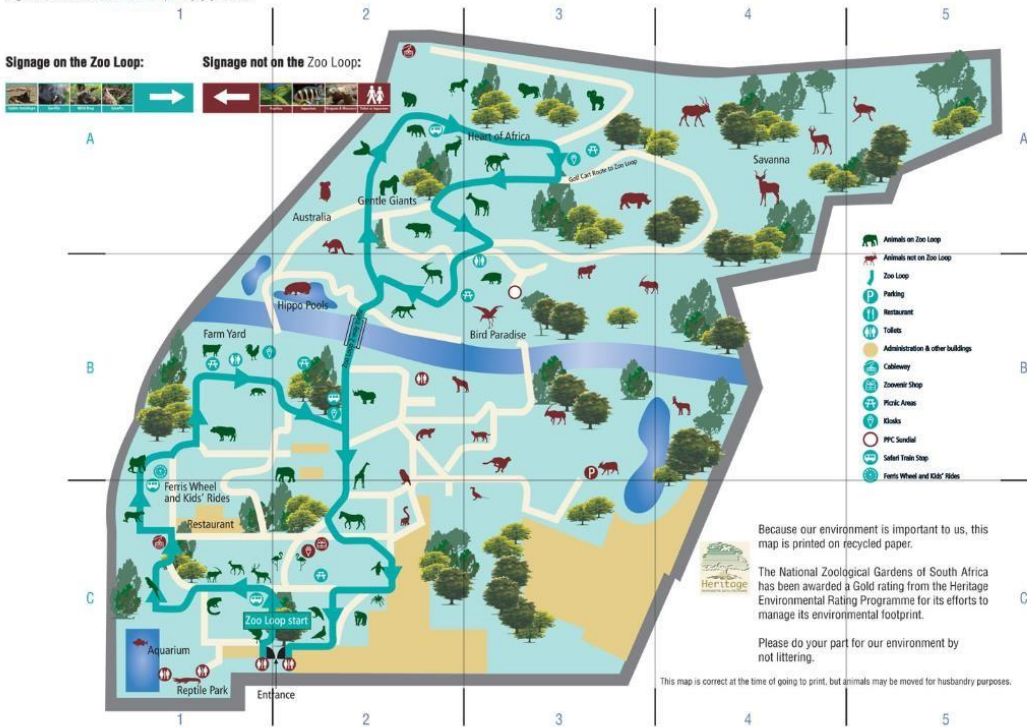 1 2 3 4 5
Signage on the Zoo Loop:
Signage not on the Zoo Loop:
A
A
Heart of Africa
Savanna
Golf Cart Route to Zoo Loop
Gentle Giants
Australia
Animals on Zoo Loop
Animals not on Zoo Loop
Zoo Loop
P
Parking
Restaurant
Toilets
Administration & other buildings
Cableway
Zoovenir Shop
Picnic Areas
Kiosks
PPC Sundial
Safari Train Stop
Ferris Wheel and Kids' Rides
Hippo Pools
Bird Paradise
Farm Yard
B
B
P
Ferris Wheel
and Kids' Rides
Restaurant
Because our environment is important to us, this
map is printed on recycled paper.
Heritage
The National Zoological Gardens of South Africa
has been awarded a Gold rating from the Heritage
Environmental Rating Programme for its efforts to
manage its environmental footprint.
C
C
Zoo Loop start
Please do your part for our environment by
not littering.
Aquarium
Reptile Park
Entrance
This map is correct at the time of going to print, but animals may be moved for husbandry purposes.
1 2 3 4 5